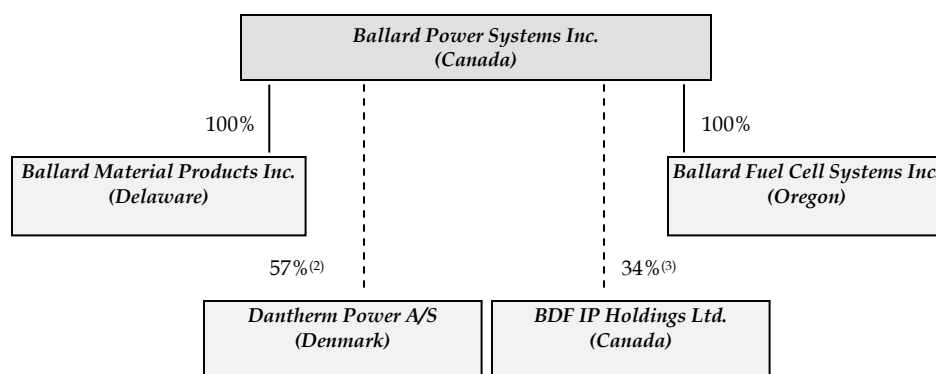 Ballard Power Systems Inc.
(Canada)
100%
100%
Ballard Material Products Inc.
(Delaware)
Ballard Fuel Cell Systems Inc.
(Oregon)
57%(2)
34%(3)
Dantherm Power A/S
(Denmark)
BDF IP Holdings Ltd.
(Canada)